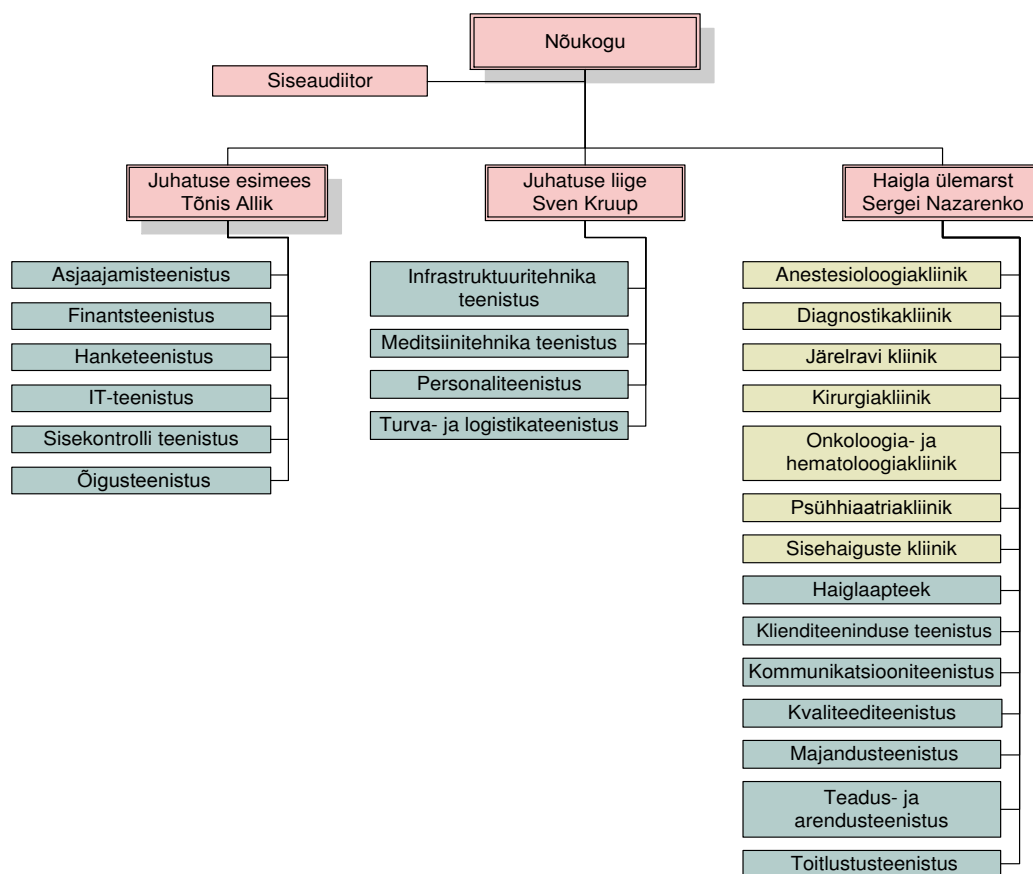 Nõukogu
Siseaudiitor
Juhatuse esimees
Tõnis Allik
Juhatuse liige
Sven Kruup
Haigla ülemarst
Sergei Nazarenko
Asjaajamisteenistus
Finantsteenistus
Hanketeenistus
IT-teenistus
Sisekontrolli teenistus
Õigusteenistus
Infrastruktuuritehnika
teenistus
Meditsiinitehnika teenistus
Personaliteenistus
Turva- ja logistikateenistus
Anestesioloogiakliinik
Diagnostikakliinik
Järelravi kliinik
Kirurgiakliinik
Onkoloogia- ja
hematoloogiakliinik
Psühhiaatriakliinik
Sisehaiguste kliinik
Haiglaapteek
Klienditeeninduse teenistus
Kommunikatsiooniteenistus
Kvaliteediteenistus
Majandusteenistus
Teadus- ja
arendusteenistus
Toitlustusteenistus